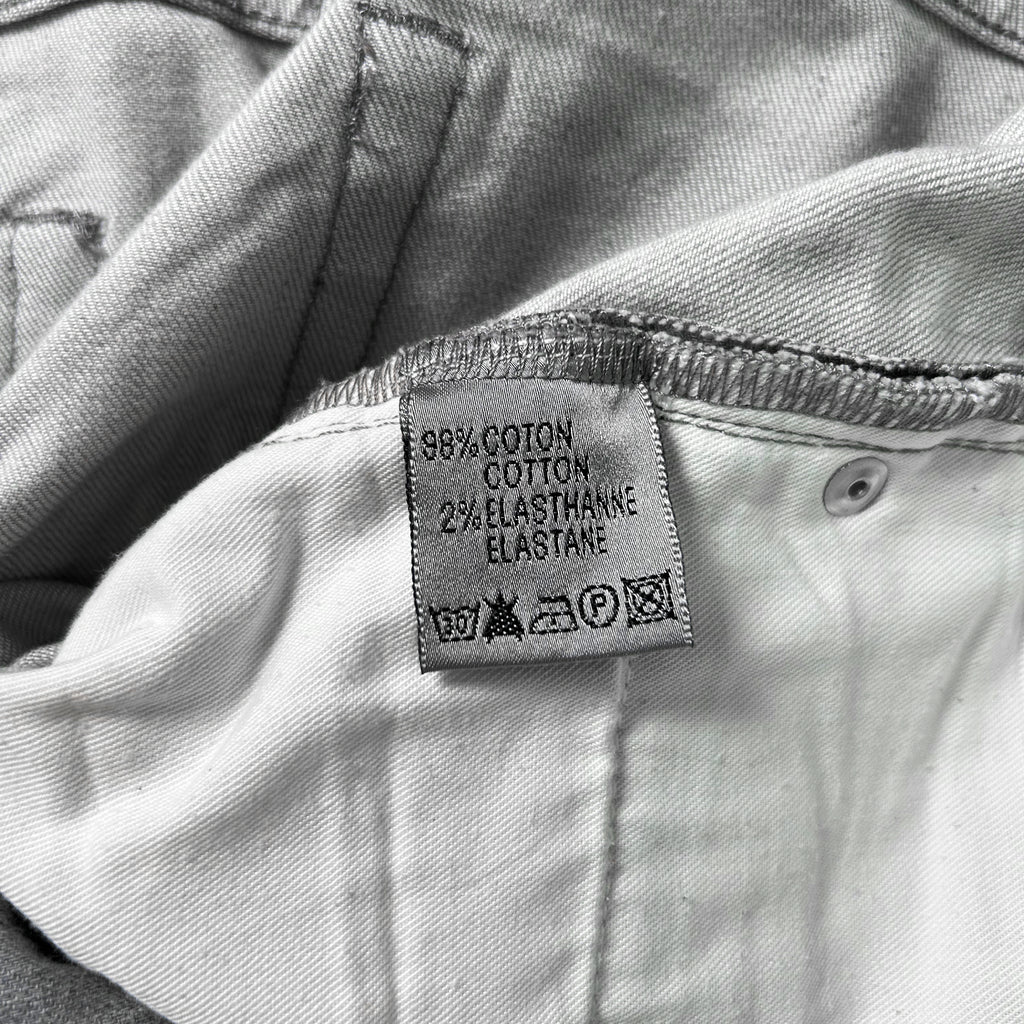 98%COTON
COTTON
2%ELASTHANNE
ELASTANE
30 P